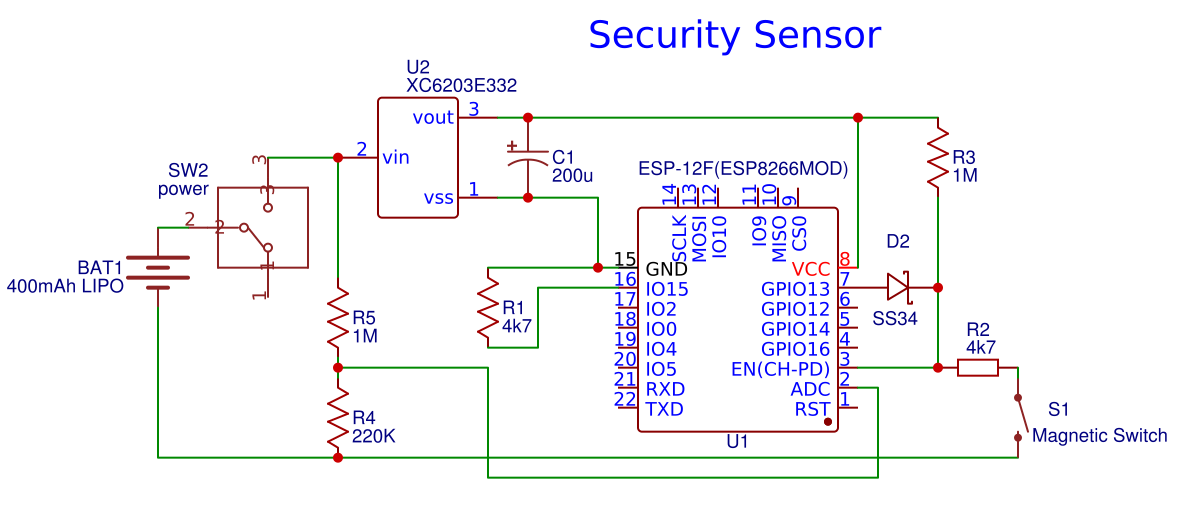 Security Sensor
U2
XC6203E332
vout 3
2 vin
vss 1
C1
200u
SW2
power
3
3
2
2
1
1
BAT1
400mAh LIPO
R5
1M
R4
220K
R1
4k7
ESP-12F(ESP8266MOD)
14 13 12 11 10 9
SCLK MOSI IO10 IO9 MISO CS0
15 GND VCC 8
16 IO15 GPIO13 7
17 IO2 GPIO12 6
18 IO0 GPIO14 5
19 IO4 GPIO16 4
20 IO5 EN(CH-PD) 3
21 RXD ADC 2
22 TXD RST 1
U1
R3
1M
D2
SS34
R2
4k7
S1
Magnetic Switch